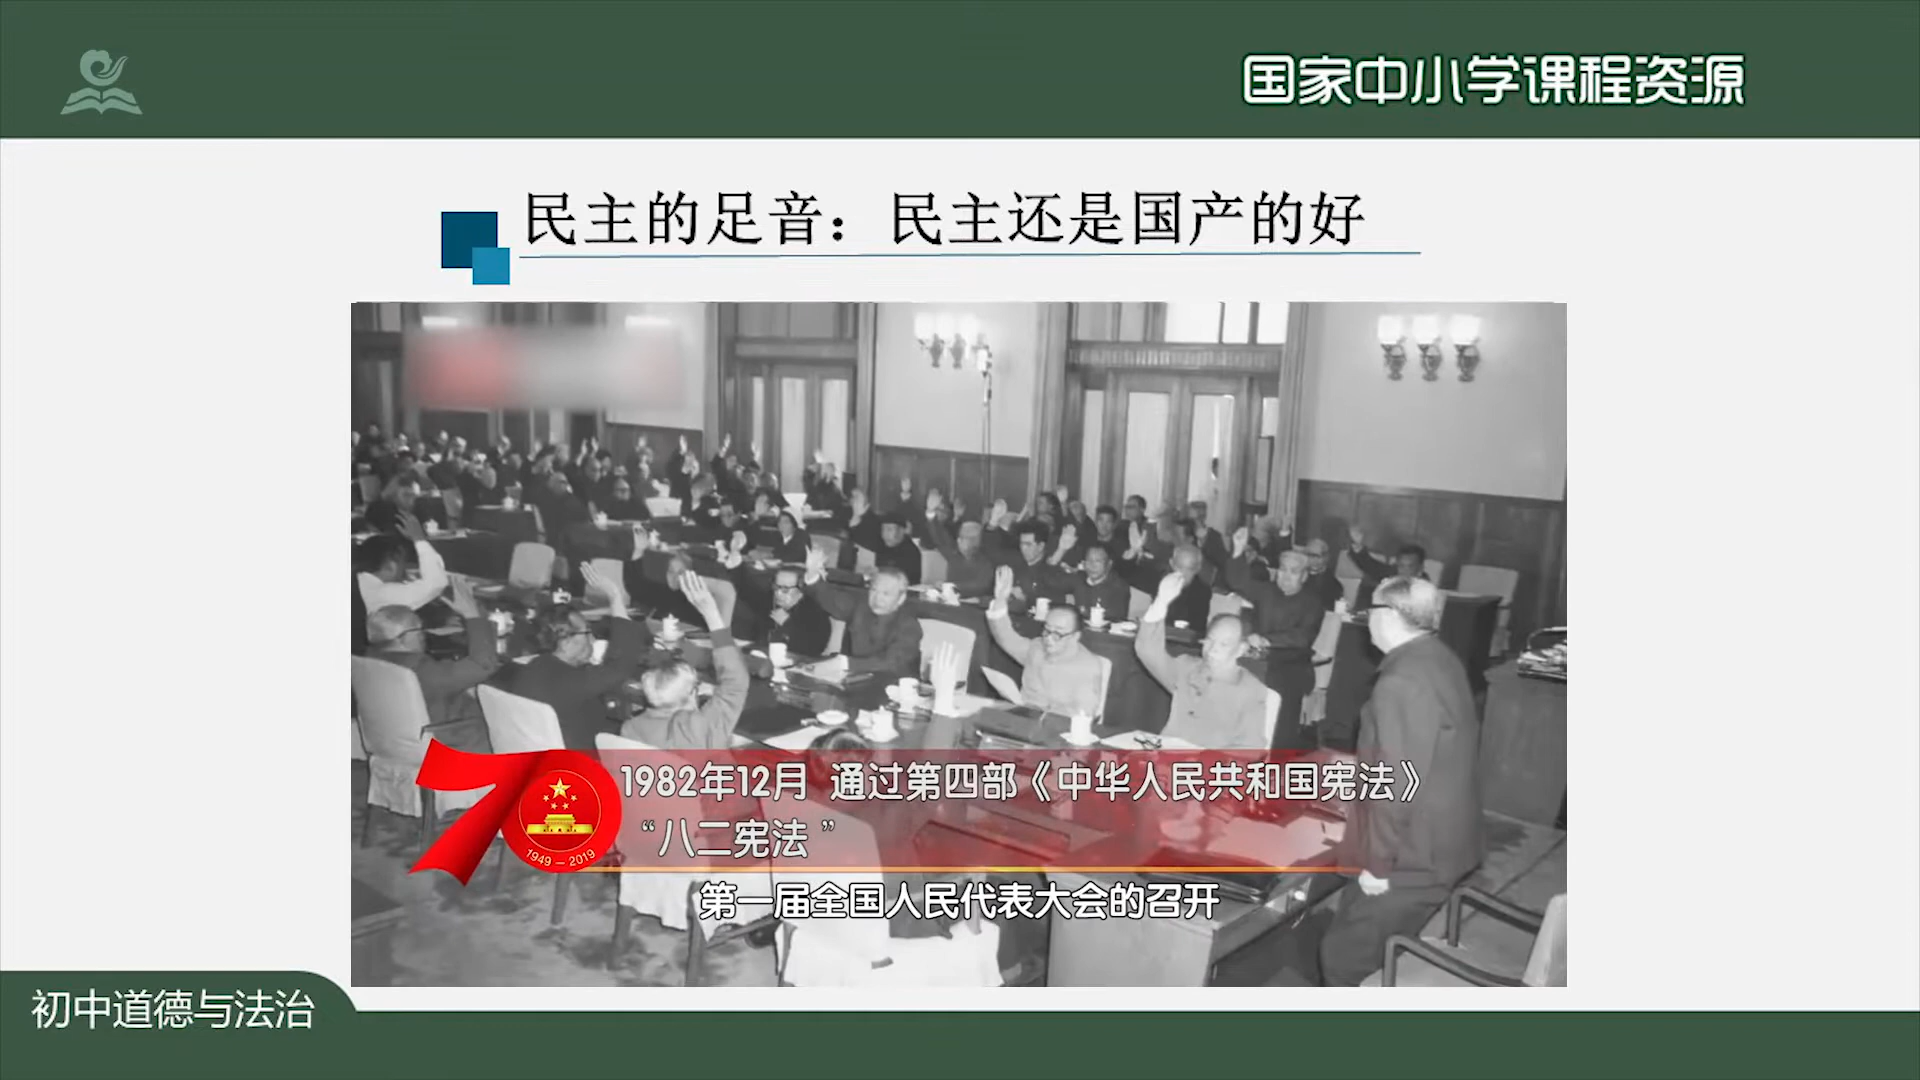 国家中小学课程资源
民主的足音：民主还是国产的好
1982年12月 通过第四部《中华人民共和国宪法》
“八二宪法”
1949－2019
第一届全国人民代表大会的召开
初中道德与法治